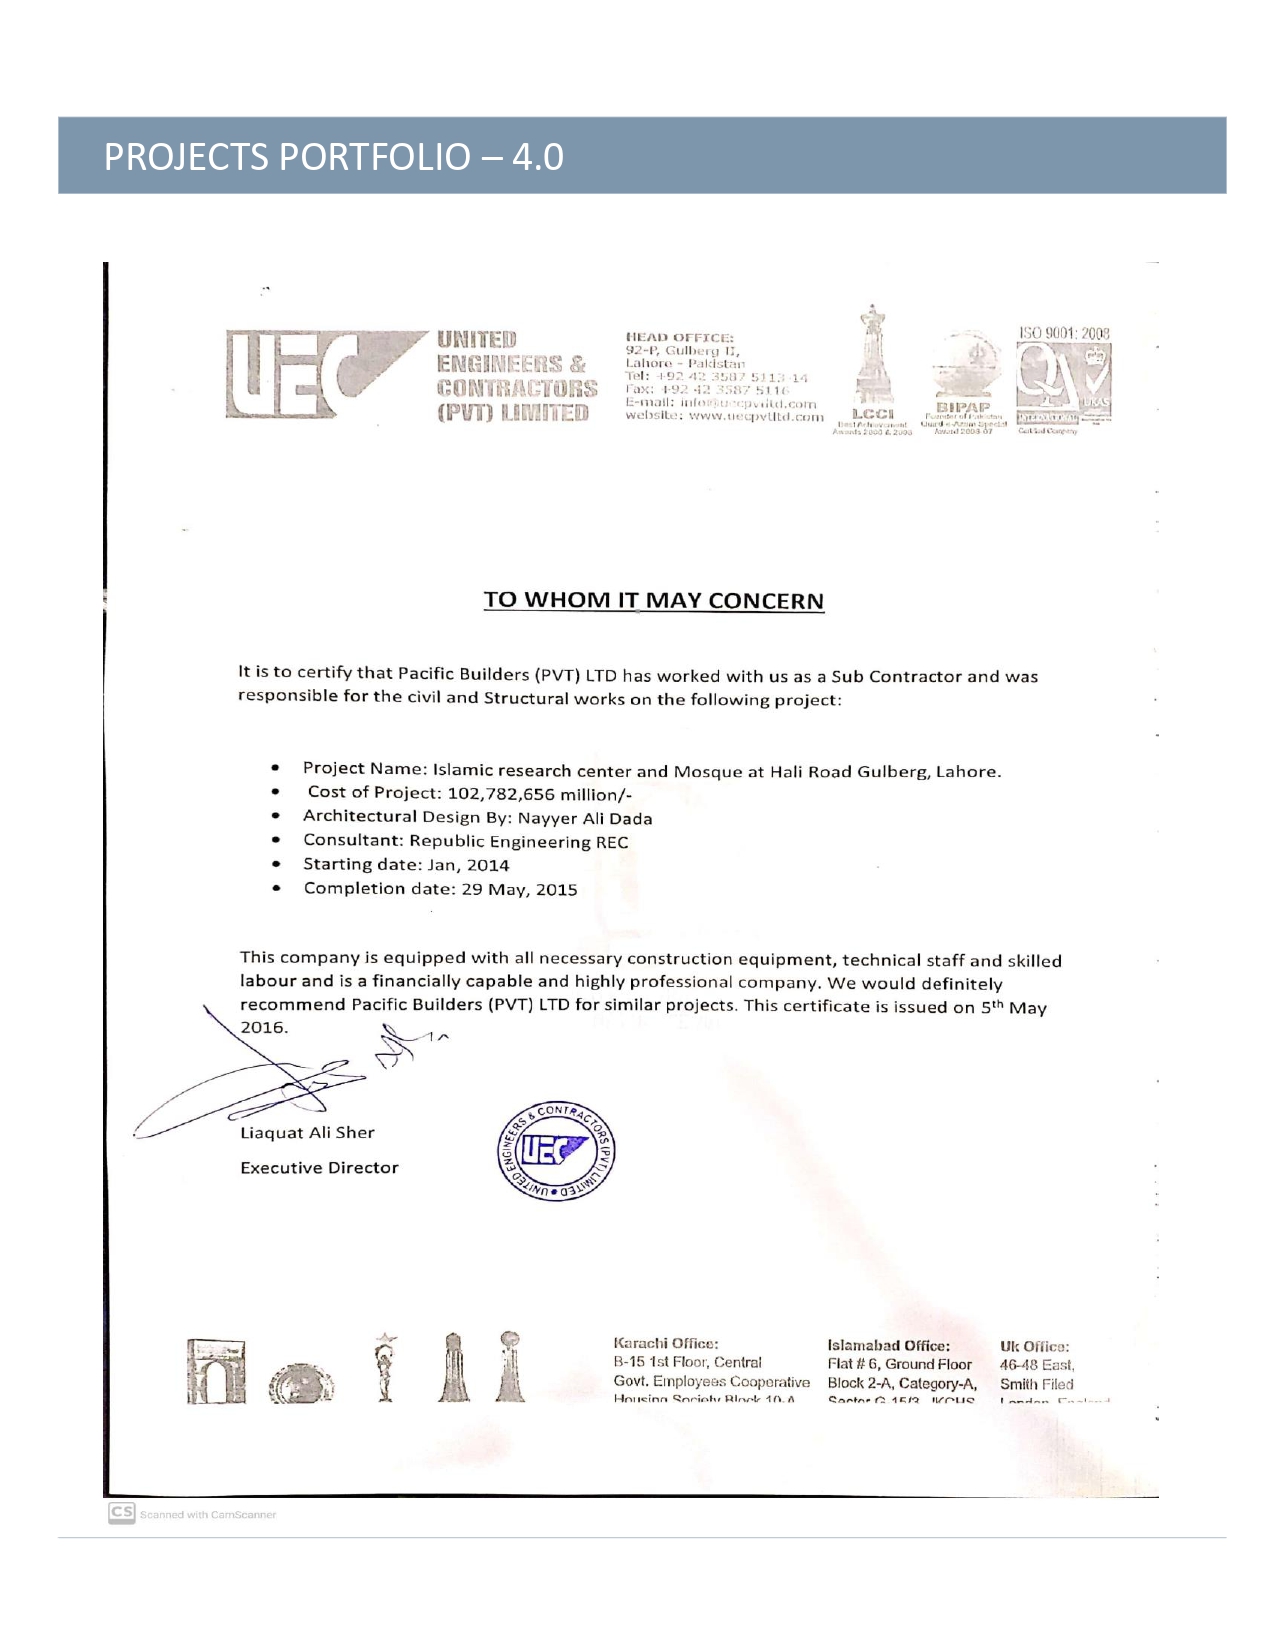 PROJECTS PORTFOLIO – 4.0
UEC
UNITED
ENGINEERS &
CONTRACTORS
(PVT) LIMITED
HEAD OFFICE:
92-P, Gulberg II,
Lahore - Pakistan
Tel: +92 42 3587 5113-14
Fax: +92 42 3587 5116
E-mail: info@uecpvtltd.com
website: www.uecpvtltd.com
LCCI
Best Achievement
Awards 2000 & 2003
BIPAP
Founder of Pakistan
Quaid-e-Azam Special
Award 2006-07
ISO 9001: 2008
QA
UKAS
INTERNATIONAL
Certified Company
TO WHOM IT MAY CONCERN
It is to certify that Pacific Builders (PVT) LTD has worked with us as a Sub Contractor and was
responsible for the civil and Structural works on the following project:
• Project Name: Islamic research center and Mosque at Hali Road Gulberg, Lahore.
• Cost of Project: 102,782,656 million/-
• Architectural Design By: Nayyer Ali Dada
• Consultant: Republic Engineering REC
• Starting date: Jan, 2014
• Completion date: 29 May, 2015
This company is equipped with all necessary construction equipment, technical staff and skilled
labour and is a financially capable and highly professional company. We would definitely
recommend Pacific Builders (PVT) LTD for similar projects. This certificate is issued on 5th May
2016.
Liaquat Ali Sher
Executive Director
UNITED ENGINEERS & CONTRACTORS (PVT) LIMITED
UEC
Karachi Office:
B-15 1st Floor, Central
Govt. Employees Cooperative
Housing Society Block 10-A
Islamabad Office:
Flat # 6, Ground Floor
Block 2-A, Category-A,
Sector G-15/3, JKCHS
Uk Office:
46-48 East,
Smith Filed
London, England
CS Scanned with CamScanner